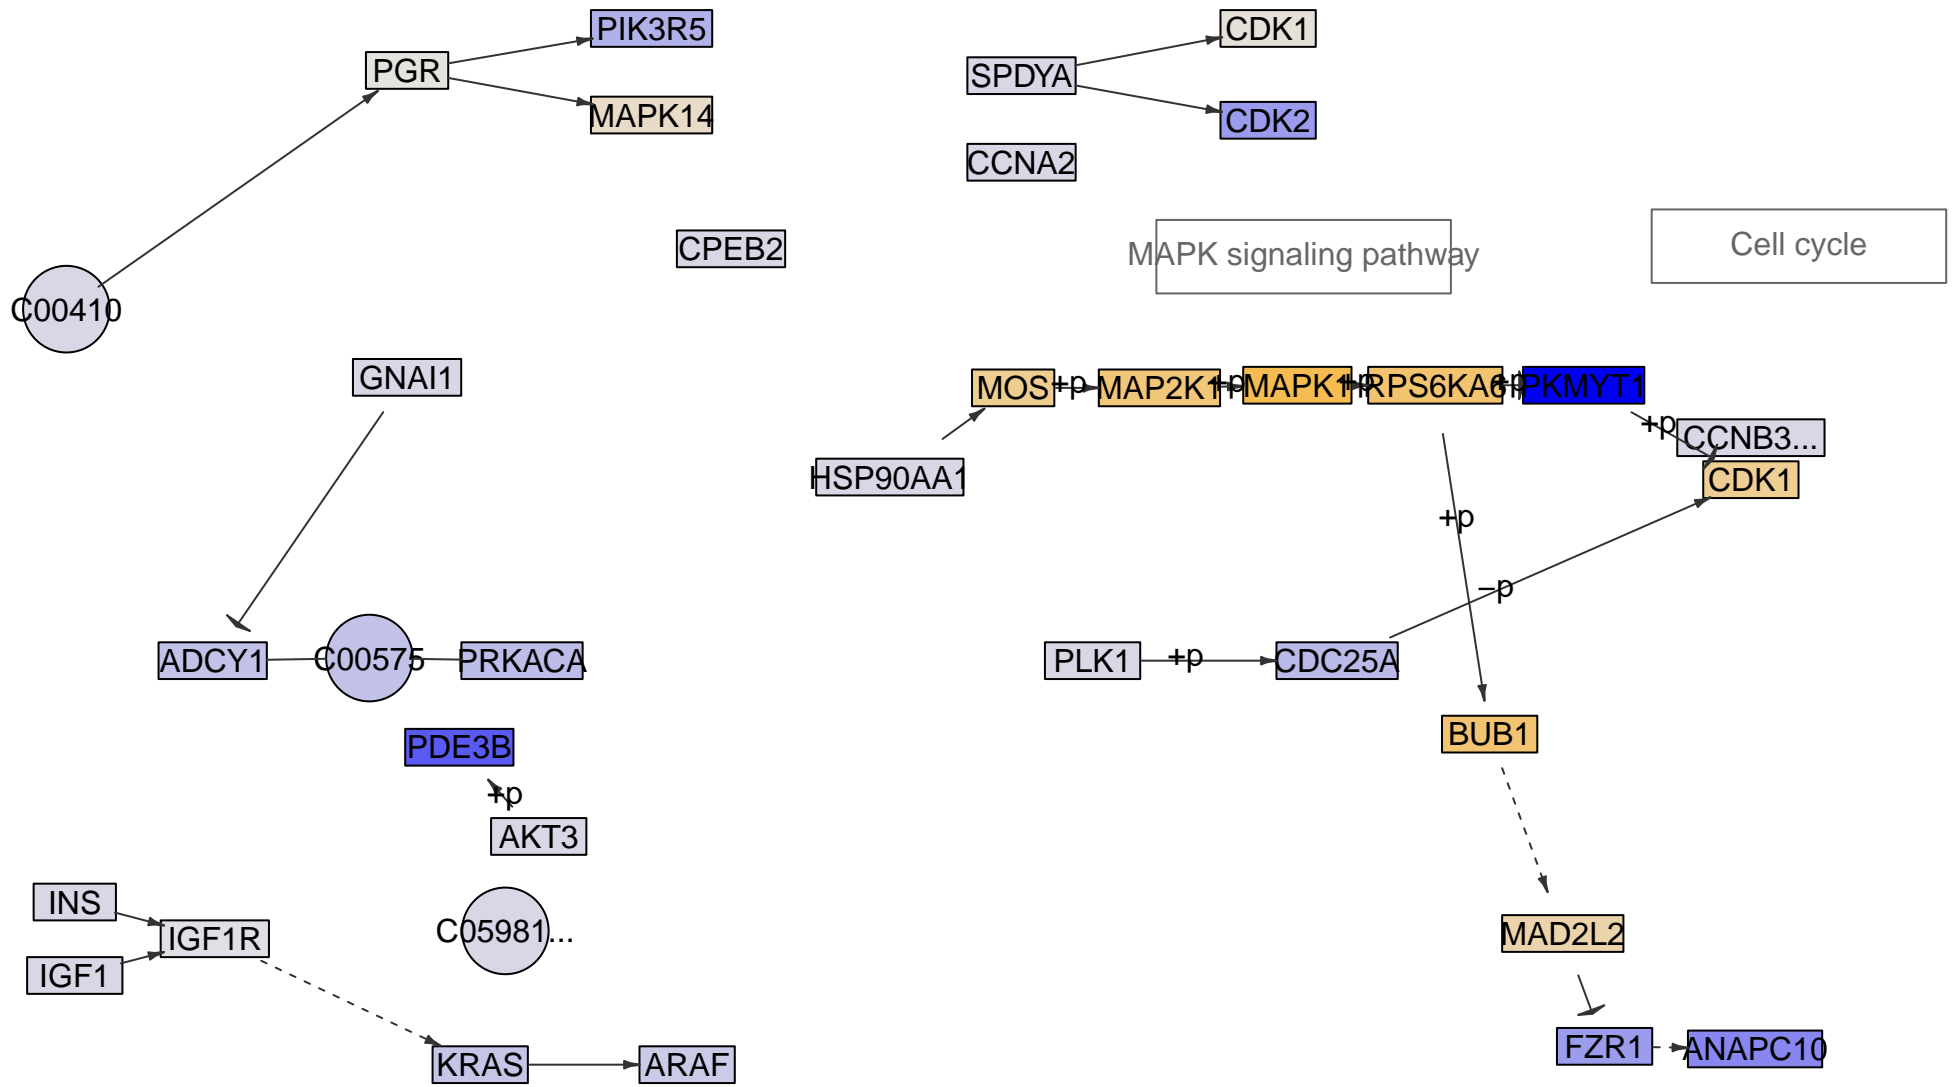 PIK3R5
CDK1
PGR
SPDYA
MAPK14
CDK2
CCNA2
CPEB2
MAPK signaling pathway
Cell cycle
C00410
GNAI1
MOS
+p
MAP2K1
+p
MAPK1
+p
RPS6KA6
+p
PKMYT1
+p
CCNB3...
HSP90AA1
CDK1
+p
−p
ADCY1
C00575
PRKACA
PLK1
+p
CDC25A
PDE3B
BUB1
+p
AKT3
INS
IGF1R
C05981...
MAD2L2
IGF1
KRAS
ARAF
FZR1
ANAPC10